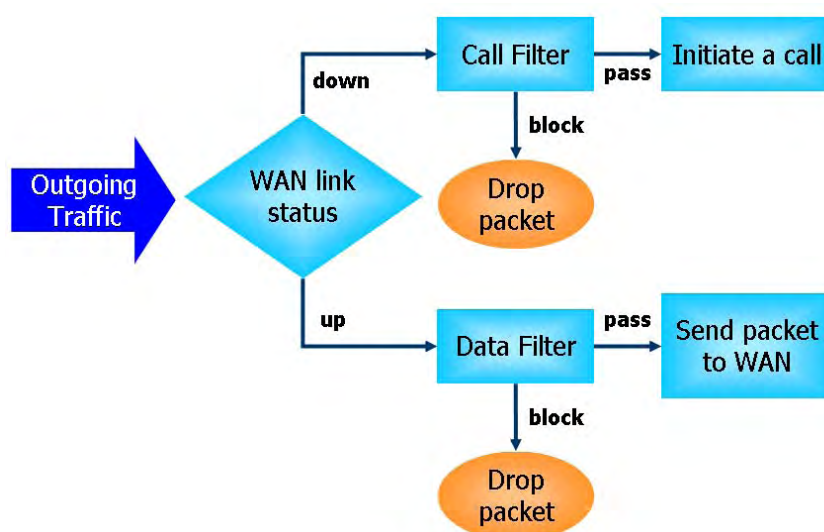 Call Filter
pass
Initiate a call
down
block
Outgoing
Traffic
WAN link
status
Drop
packet
up
Data Filter
pass
Send packet
to WAN
block
Drop
packet